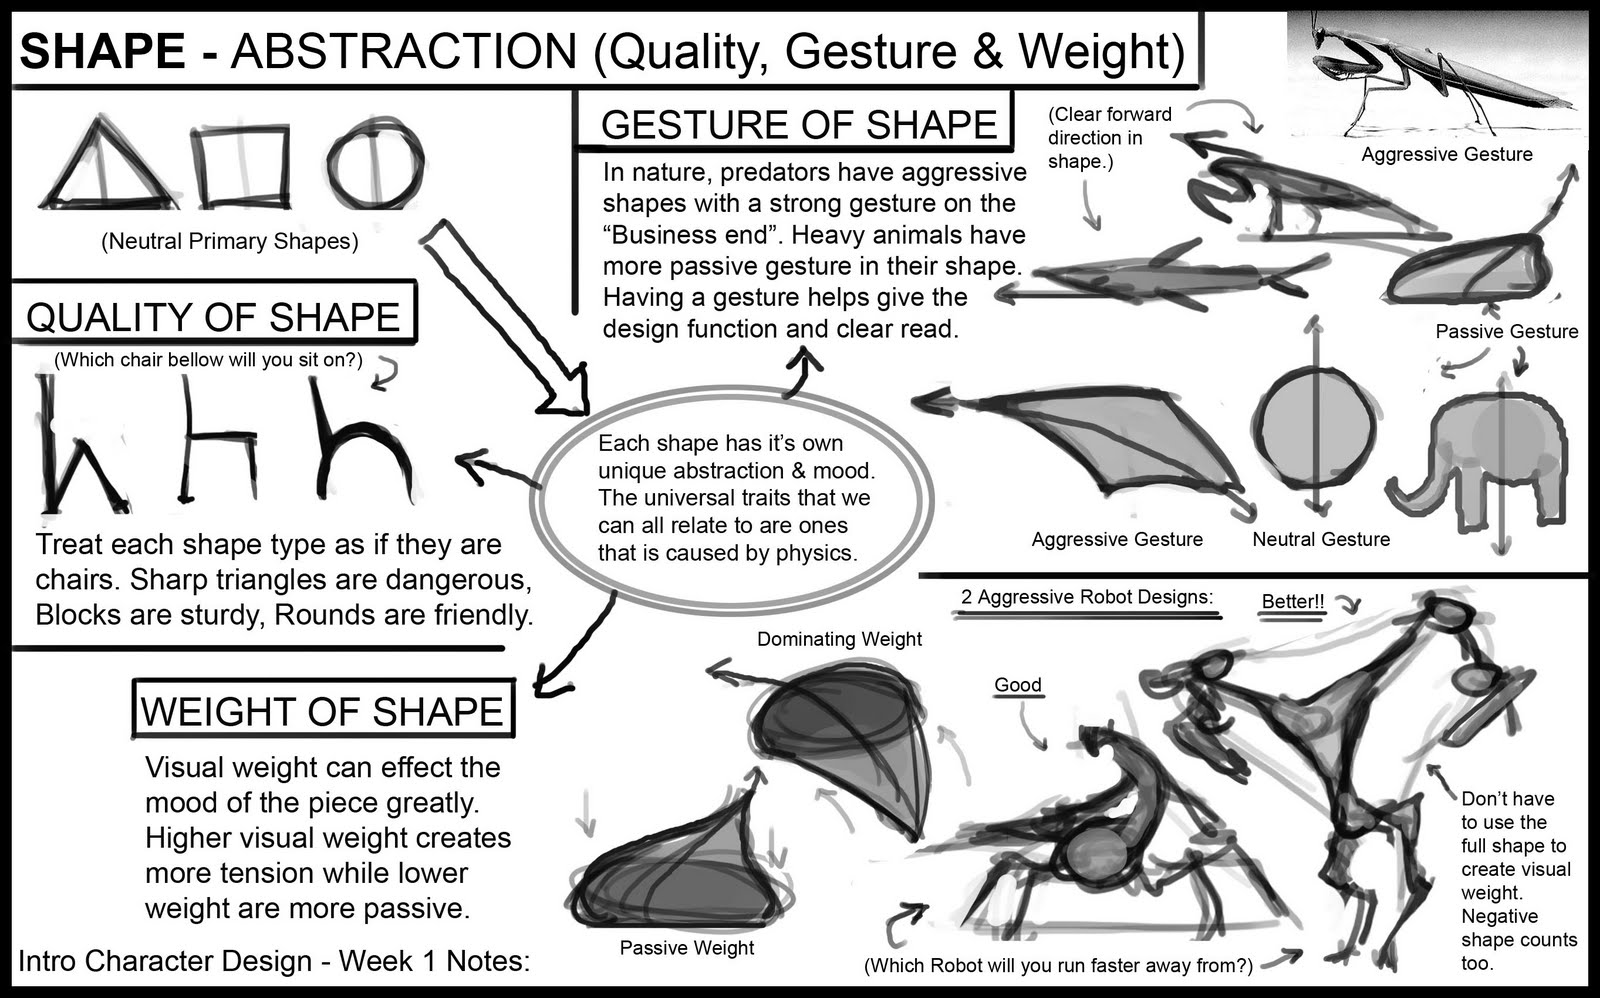 SHAPE - ABSTRACTION (Quality, Gesture & Weight)
(Neutral Primary Shapes)
QUALITY OF SHAPE
(Which chair bellow will you sit on?)
Treat each shape type as if they are
chairs. Sharp triangles are dangerous,
Blocks are sturdy, Rounds are friendly.
GESTURE OF SHAPE
In nature, predators have aggressive
shapes with a strong gesture on the
“Business end”. Heavy animals have
more passive gesture in their shape.
Having a gesture helps give the
design function and clear read.
(Clear forward
direction in
shape.)
Aggressive Gesture
Passive Gesture
Aggressive Gesture
Neutral Gesture
Each shape has it’s own
unique abstraction & mood.
The universal traits that we
can all relate to are ones
that is caused by physics.
WEIGHT OF SHAPE
Visual weight can effect the
mood of the piece greatly.
Higher visual weight creates
more tension while lower
weight are more passive.
Dominating Weight
Passive Weight
2 Aggressive Robot Designs:
Good
Better!!
Don’t have
to use the
full shape to
create visual
weight.
Negative
shape counts
too.
(Which Robot will you run faster away from?)
Intro Character Design - Week 1 Notes: